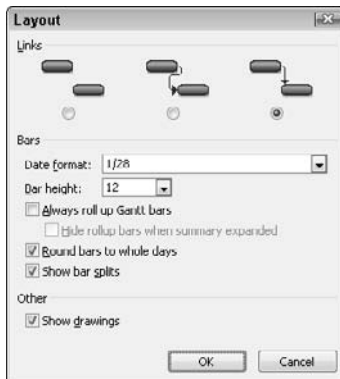 Layout
Links
Bars
Date format: 1/28
Bar height: 12
Always roll up Gantt bars
Hide rollup bars when summary expanded
Round bars to whole days
Show bar splits
Other
Show drawings
OK Cancel